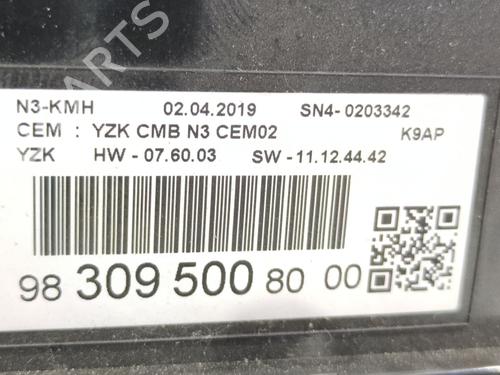 PARTS
N3-KMH 02.04.2019 SN4- 0203342
CEM : YZK CMB N3 CEM02 K9AP
YZK HW - 07.60.03 SW - 11.12.44.42
98 309 500 80 00